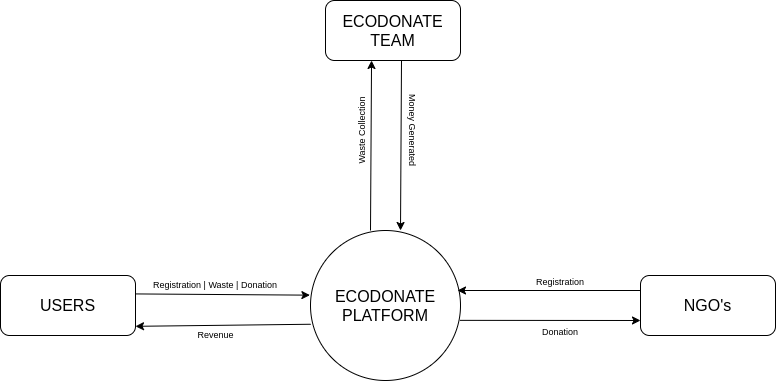 ECODONATE
TEAM
Waste Collection
Money Generated
Registration | Waste | Donation
Registration
USERS
ECODONATE
PLATFORM
NGO's
Revenue
Donation